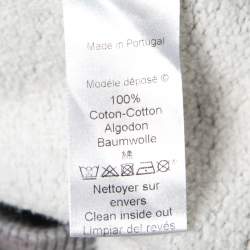 Made in Portugal
Modèle déposé ©
100%
Coton-Cotton
Algodon
Baumwolle
Nettoyer sur
envers
Clean inside out
Limpiar del revés